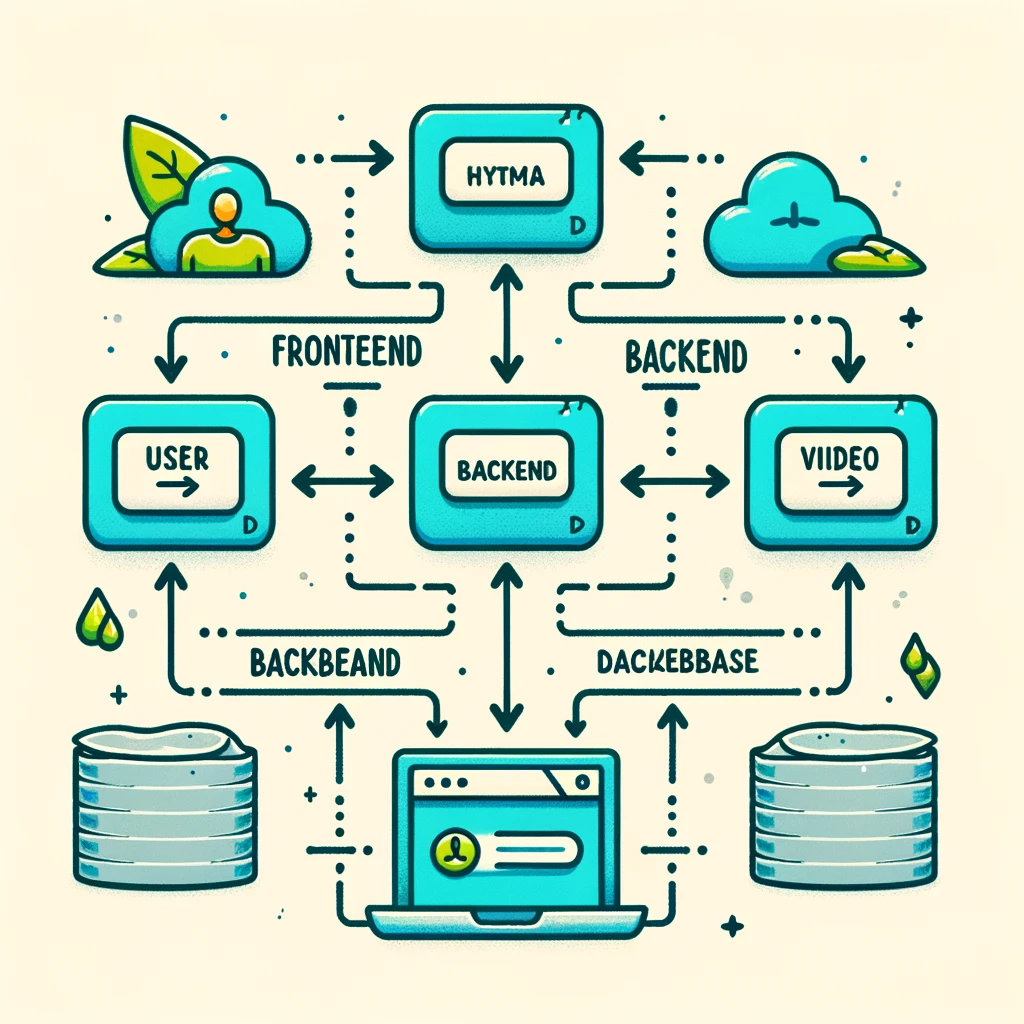 HYTMA
D
FRONTEEND
BACKEND
USER
D
BACKEND
D
VIIDEO
D
BACKBEAND
DACKEBBASE